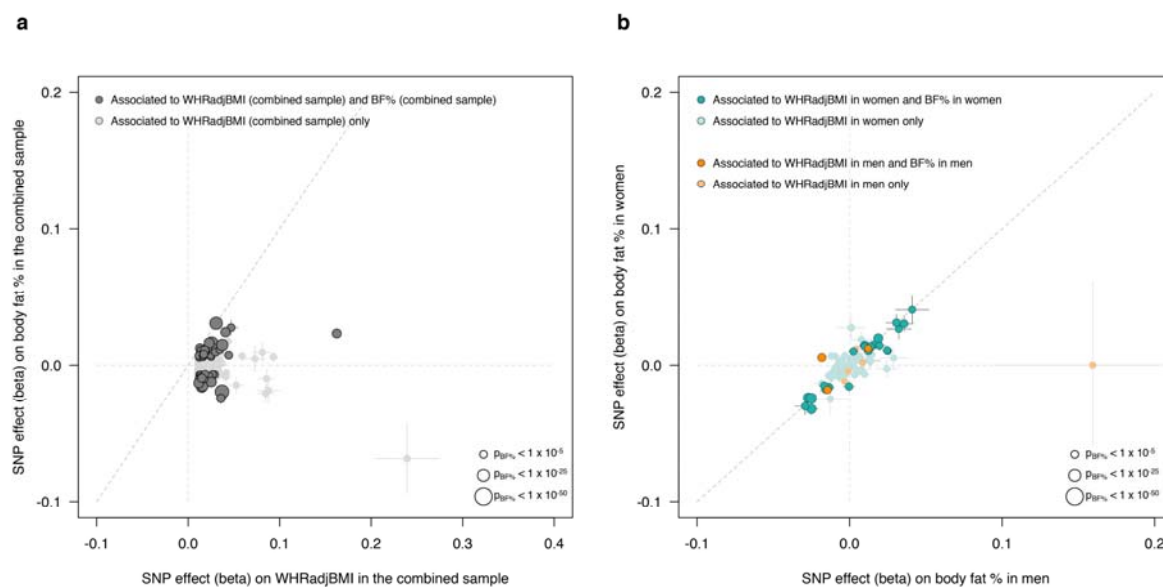 a
SNP effect (beta) on body fat % in the combined sample
0.2
0.1
0.0
-0.1
Associated to WHRadjBMI (combined sample) and BF% (combined sample)
Associated to WHRadjBMI (combined sample) only
pBF% < 1 x 10-5
pBF% < 1 x 10-25
pBF% < 1 x 10-50
-0.1 0.0 0.1 0.2 0.3 0.4
SNP effect (beta) on WHRadjBMI in the combined sample
b
SNP effect (beta) on body fat % in women
0.2
0.1
0.0
-0.1
Associated to WHRadjBMI in women and BF% in women
Associated to WHRadjBMI in women only
Associated to WHRadjBMI in men and BF% in men
Associated to WHRadjBMI in men only
pBF% < 1 x 10-5
pBF% < 1 x 10-25
pBF% < 1 x 10-50
-0.1 0.0 0.1 0.2
SNP effect (beta) on body fat % in men